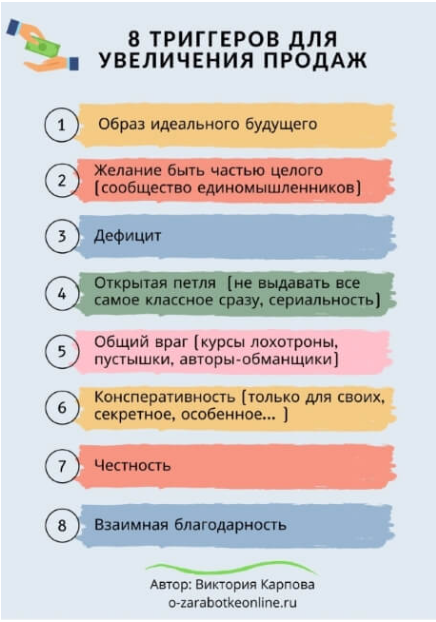 8 ТРИГГЕРОВ ДЛЯ
УВЕЛИЧЕНИЯ ПРОДАЖ
1 Образ идеального будущего
2 Желание быть частью целого
[сообщество единомышленников]
3 Дефицит
4 Открытая петля [не выдавать все
самое классное сразу, сериальность]
5 Общий враг [курсы лохотроны,
пустышки, авторы-обманщики]
6 Консперативность [только для своих,
секретное, особенное... ]
7 Честность
8 Взаимная благодарность
Автор: Виктория Карпова
o-zarabotkeonline.ru